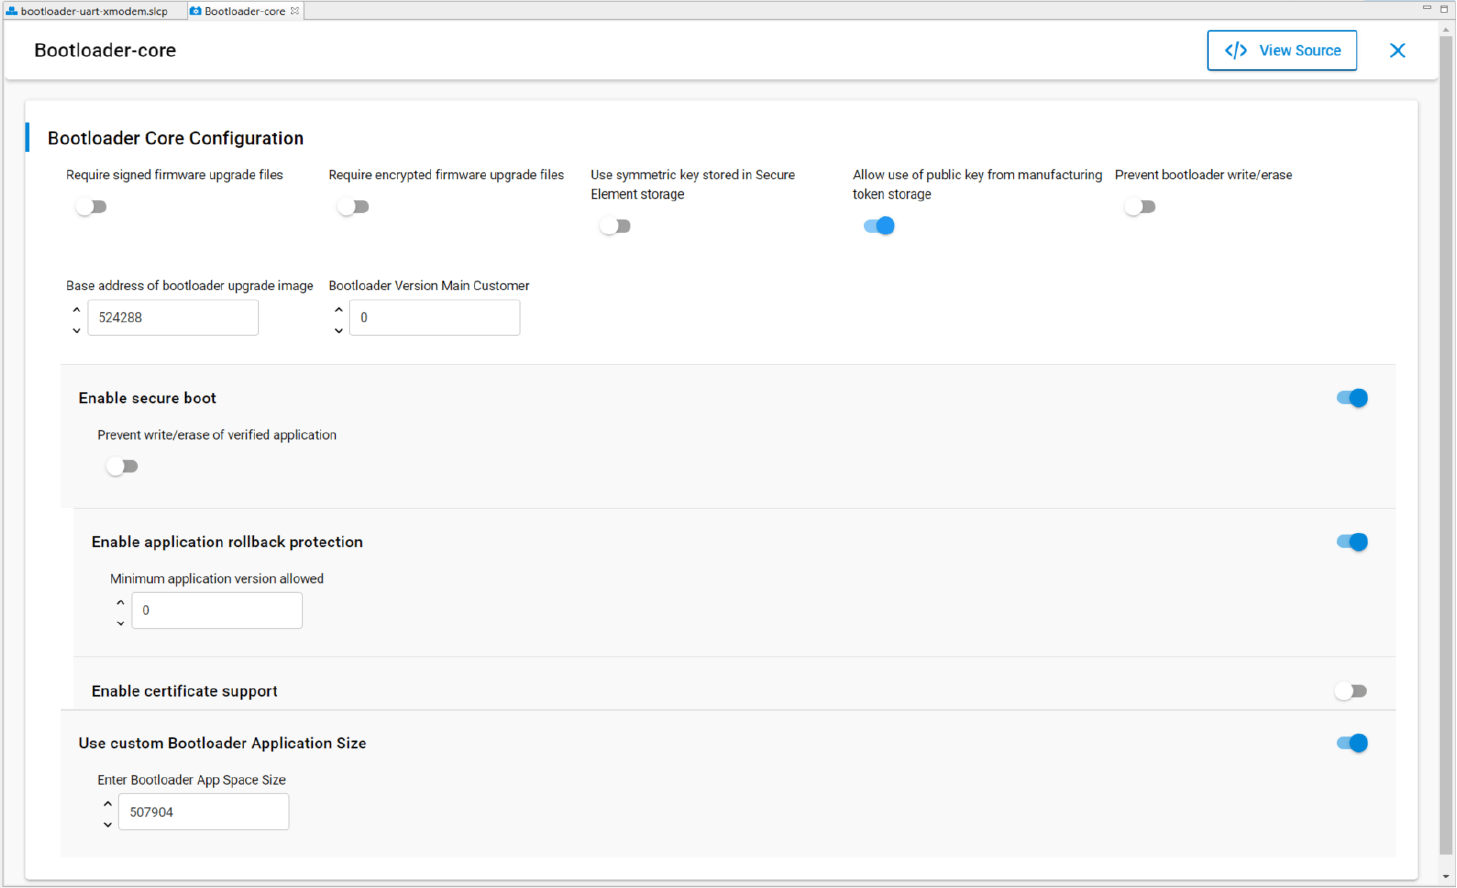 bootloader-uart-xmodem.slcp
Bootloader-core
Bootloader-core
</> View Source
Bootloader Core Configuration
Require signed firmware upgrade files
Require encrypted firmware upgrade files
Use symmetric key stored in Secure
Element storage
Allow use of public key from manufacturing
token storage
Prevent bootloader write/erase
Base address of bootloader upgrade image
524288
Bootloader Version Main Customer
0
Enable secure boot
Prevent write/erase of verified application
Enable application rollback protection
Minimum application version allowed
0
Enable certificate support
Use custom Bootloader Application Size
Enter Bootloader App Space Size
507904